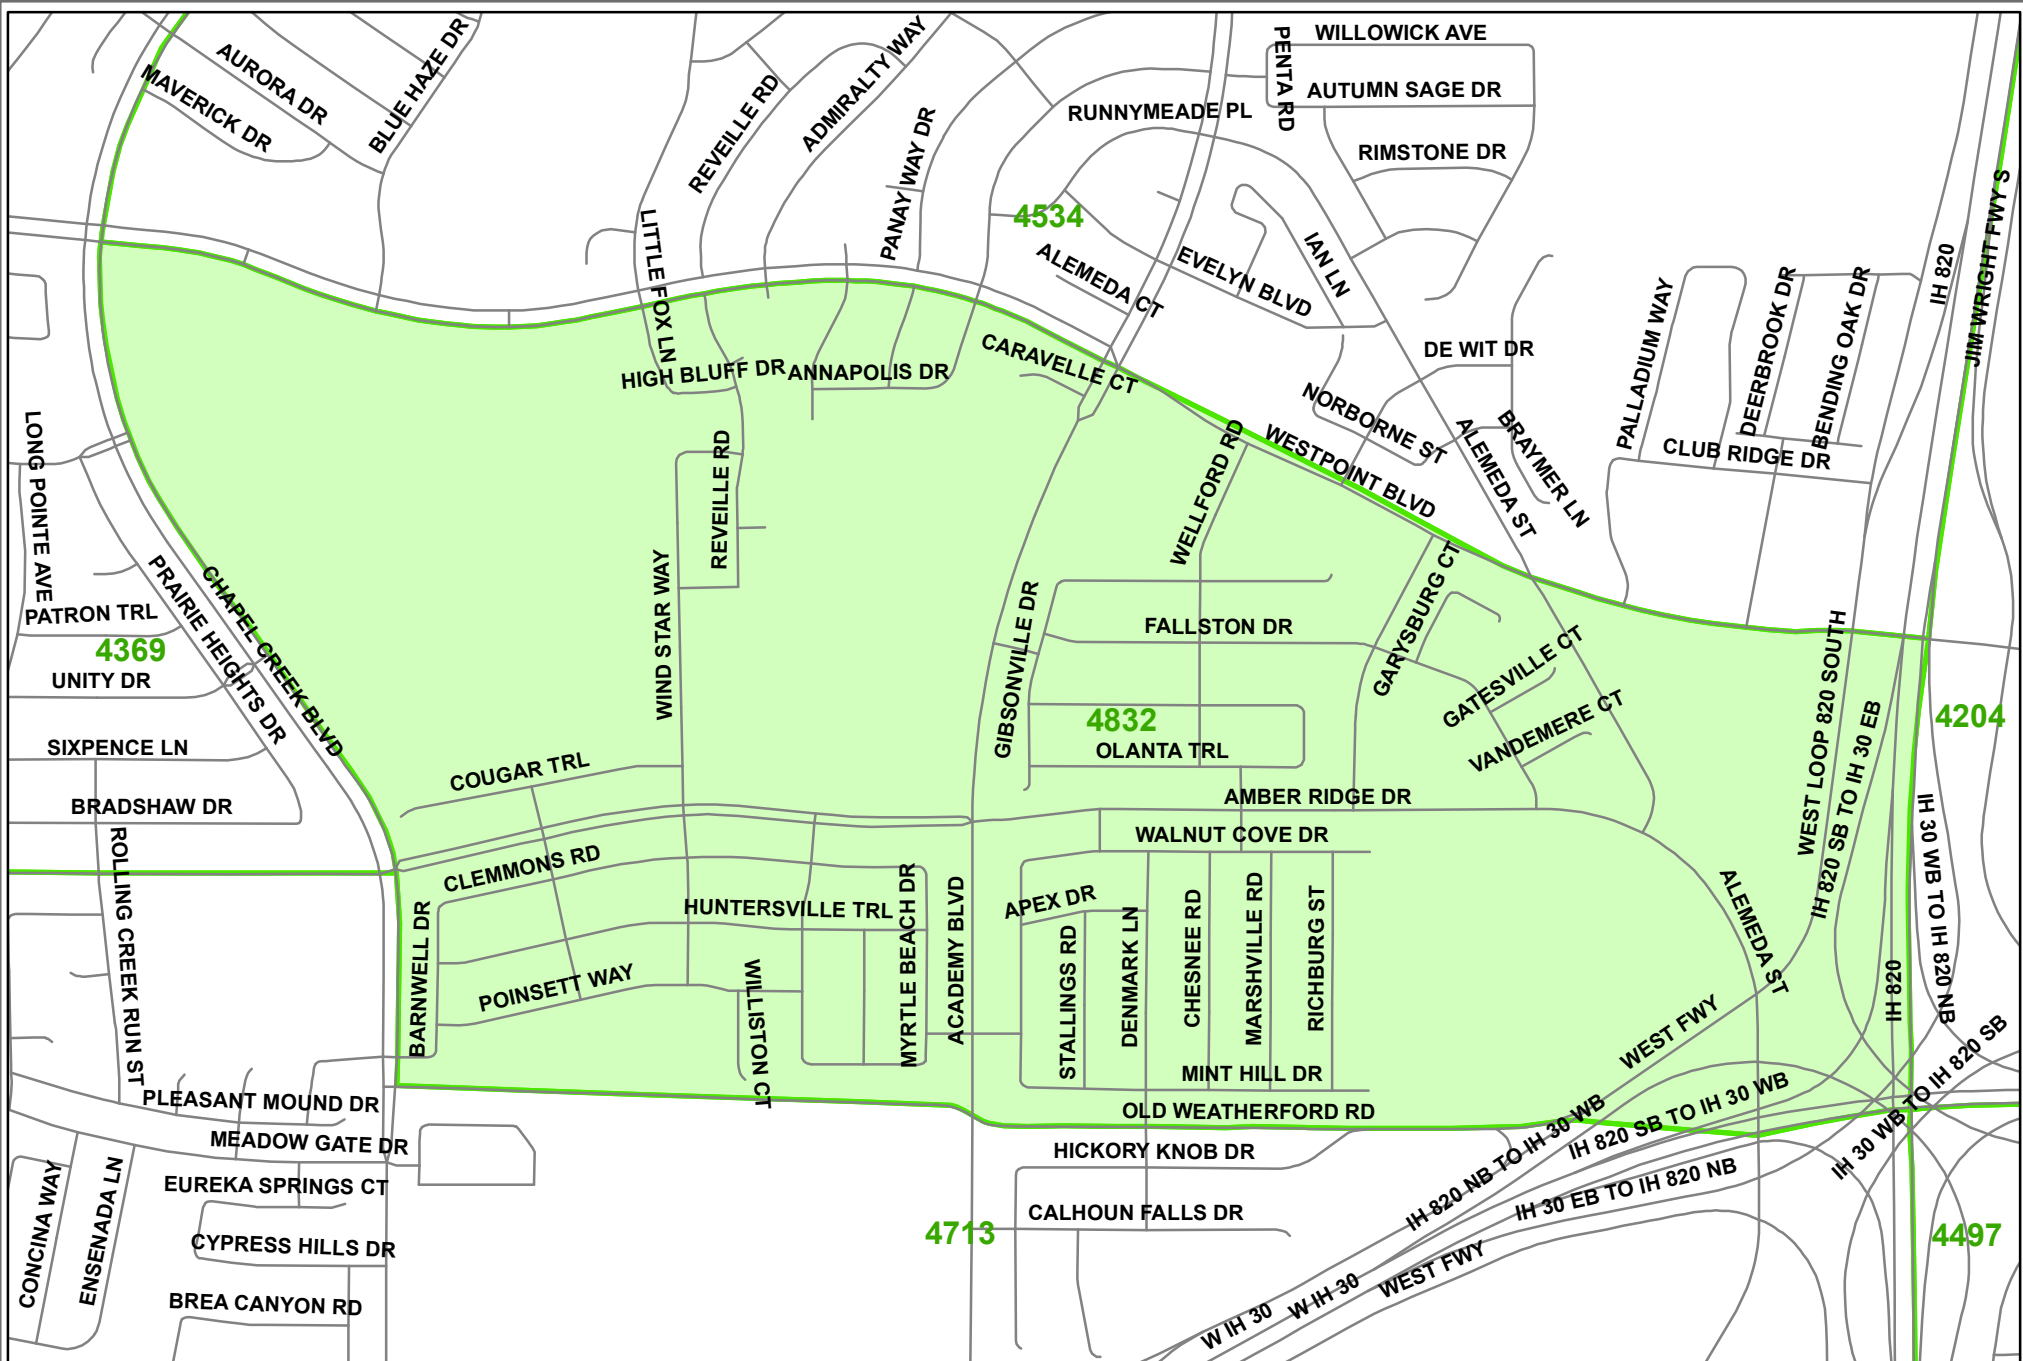 WILLOWICK AVE
PENTA RD
AUTUMN SAGE DR
AURORA DR
MAVERICK DR
BLUE HAZE DR
REVEILLE RD
ADMIRALTY WAY
PANAY WAY DR
RUNNYMEADE PL
RIMSTONE DR
4534
LITTLE FOX LN
ALEMEDA CT
EVELYN BLVD
IAN LN
IH 820
JIM WRIGHT FWY S
PALLADIUM WAY
DEERBROOK DR
BENDING OAK DR
DE WIT DR
CARAVELLE CT
HIGH BLUFF DR
ANNAPOLIS DR
NORBORNE ST
BRAYMER LN
ALEMEDA ST
CLUB RIDGE DR
WESTPOINT BLVD
WELLFORD RD
LONG POINTE AVE
REVEILLE RD
WIND STAR WAY
CHAPEL CREEK BLVD
PRAIRIE HEIGHTS DR
PATRON TRL
4369
UNITY DR
SIXPENCE LN
BRADSHAW DR
GIBSONVILLE DR
FALLSTON DR
GARYSBURG CT
GATESVILLE CT
VANDEMERE CT
4832
OLANTA TRL
4204
WEST LOOP 820 SOUTH
IH 820 SB TO IH 30 EB
COUGAR TRL
AMBER RIDGE DR
WALNUT COVE DR
IH 30 WB TO IH 820 NB
ROLLING CREEK RUN ST
CLEMMONS RD
HUNTERSVILLE TRL
MYRTLE BEACH DR
ACADEMY BLVD
APEX DR
STALLINGS RD
DENMARK LN
CHESNEE RD
MARSHVILLE RD
RICHBURG ST
ALEMEDA ST
IH 820
BARNWELL DR
POINSETT WAY
WILLISTON CT
WEST FWY
MINT HILL DR
OLD WEATHERFORD RD
PLEASANT MOUND DR
MEADOW GATE DR
HICKORY KNOB DR
IH 820 NB TO IH 30 WB
IH 820 SB TO IH 30 WB
IH 30 WB TO IH 820 SB
IH 30 EB TO IH 820 NB
CONCINA WAY
ENSENADA LN
EUREKA SPRINGS CT
CYPRESS HILLS DR
BREA CANYON RD
4713
CALHOUN FALLS DR
4497
WEST FWY
W IH 30
W IH 30